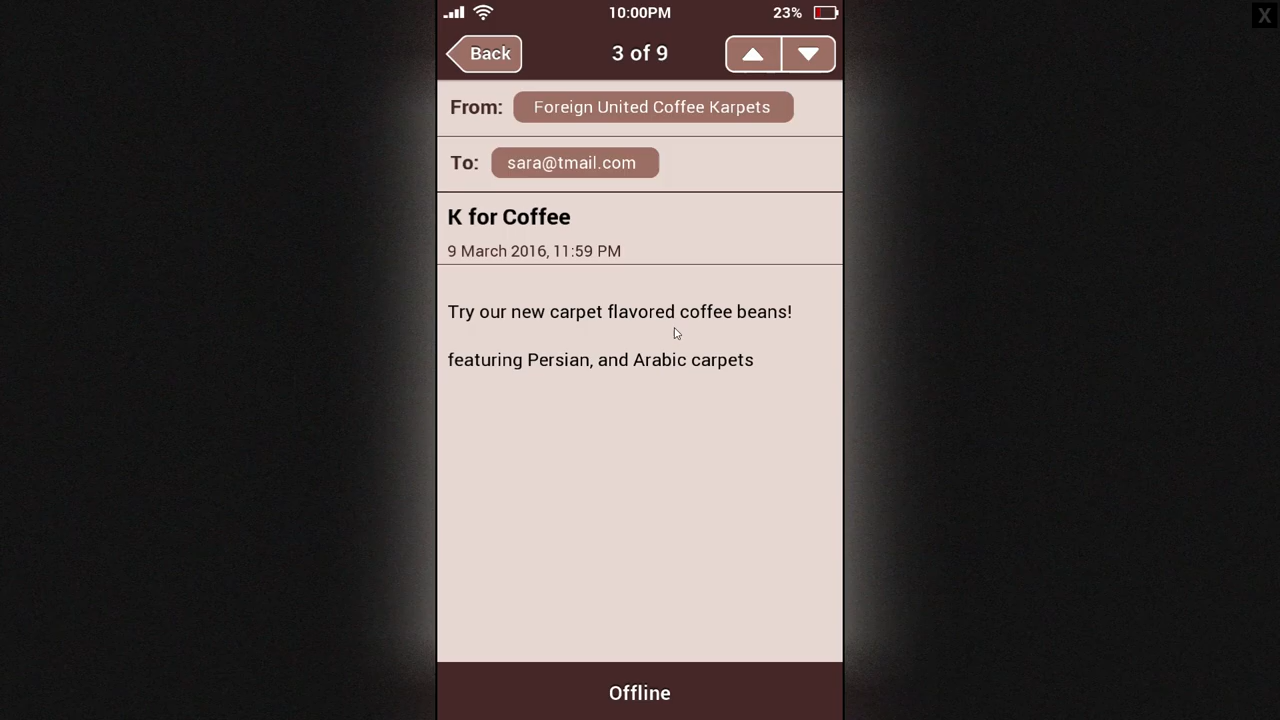 10:00PM
23%
X
Back
3 of 9
From: Foreign United Coffee Karpets
To: sara@tmail.com
K for Coffee
9 March 2016, 11:59 PM
Try our new carpet flavored coffee beans!
featuring Persian, and Arabic carpets
Offline